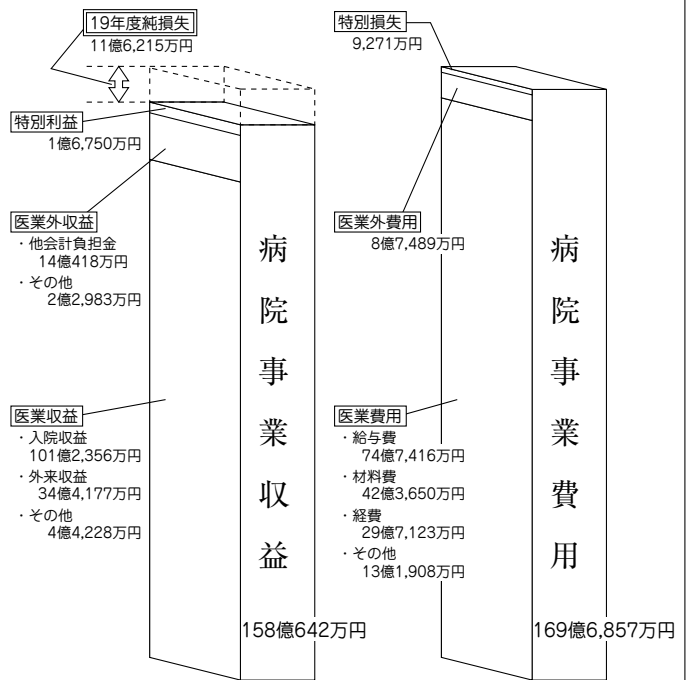 19年度純損失
11億6,215万円
特別利益
1億6,750万円
医業外収益
・他会計負担金
14億418万円
・その他
2億2,983万円
医業収益
・入院収益
101億2,356万円
・外来収益
34億4,177万円
・その他
4億4,228万円
病院事業収益
158億642万円
特別損失
9,271万円
医業外費用
8億7,489万円
医業費用
・給与費
74億7,416万円
・材料費
42億3,650万円
・経費
29億7,123万円
・その他
13億1,908万円
病院事業費用
169億6,857万円